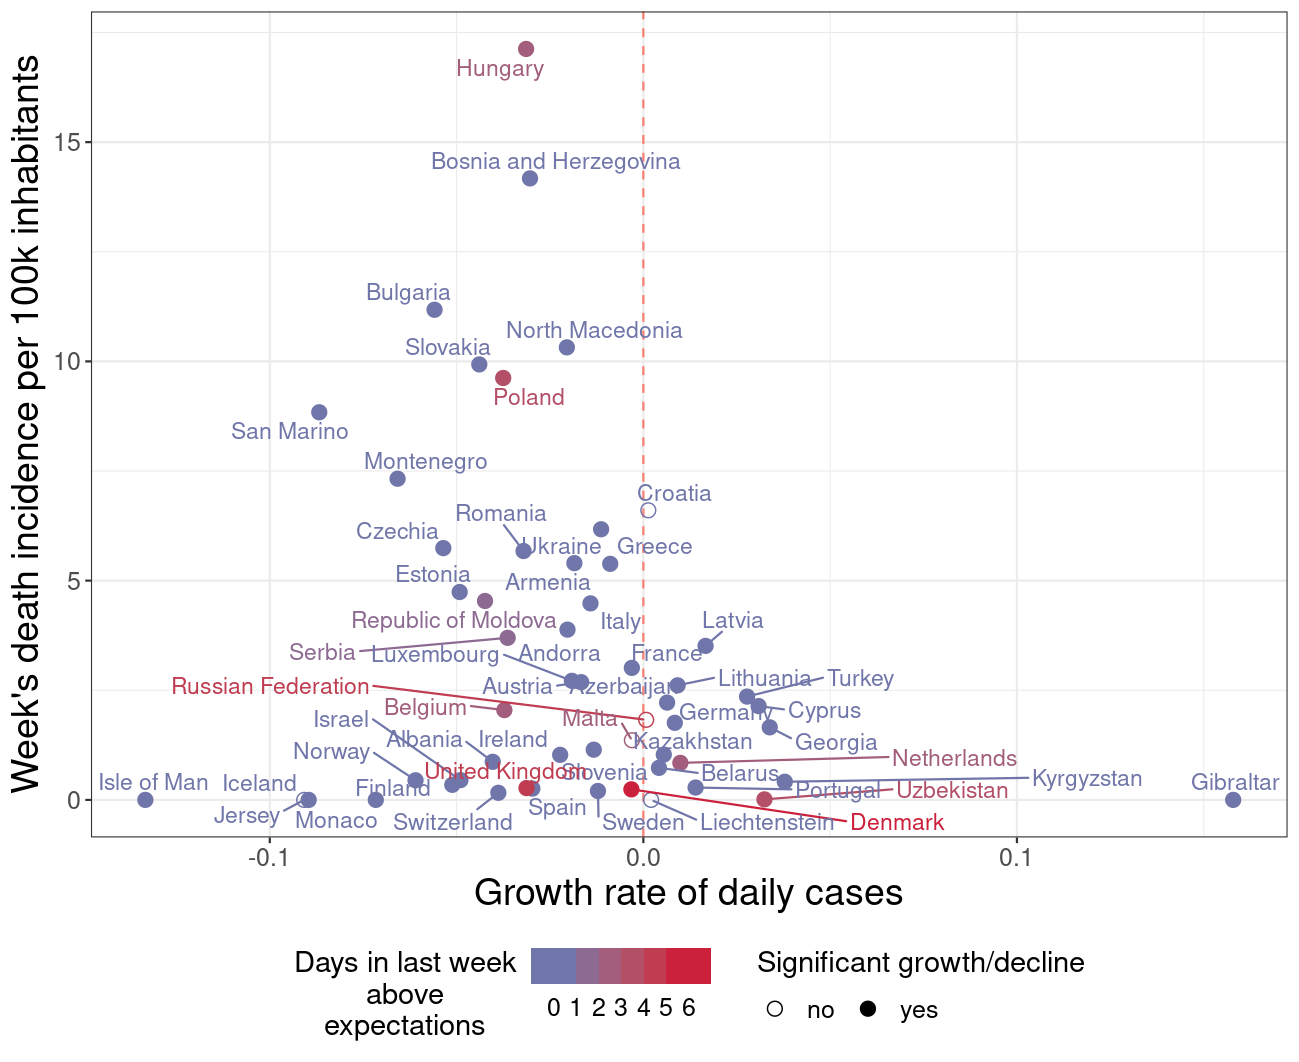 Week's death incidence per 100k inhabitants
15
10
5
0
Hungary
Bosnia and Herzegovina
Bulgaria
North Macedonia
Slovakia
Poland
San Marino
Montenegro
Croatia
Romania
Czechia
Ukraine
Greece
Estonia
Armenia
Republic of Moldova
Italy
Latvia
Serbia
Luxembourg
Andorra
France
Russian Federation
Austria
Azerbaijan
Lithuania
Turkey
Belgium
Germany
Cyprus
Israel
Malta
Albania
Ireland
Kazakhstan
Georgia
Norway
Netherlands
United Kingdom
Slovenia
Belarus
Kyrgyzstan
Isle of Man
Iceland
Finland
Portugal
Uzbekistan
Gibraltar
Jersey
Monaco
Switzerland
Spain
Sweden
Liechtenstein
Denmark
-0.1
0.0
0.1
Growth rate of daily cases
Days in last week
above
expectations
0 1 2 3 4 5 6
Significant growth/decline
no
yes